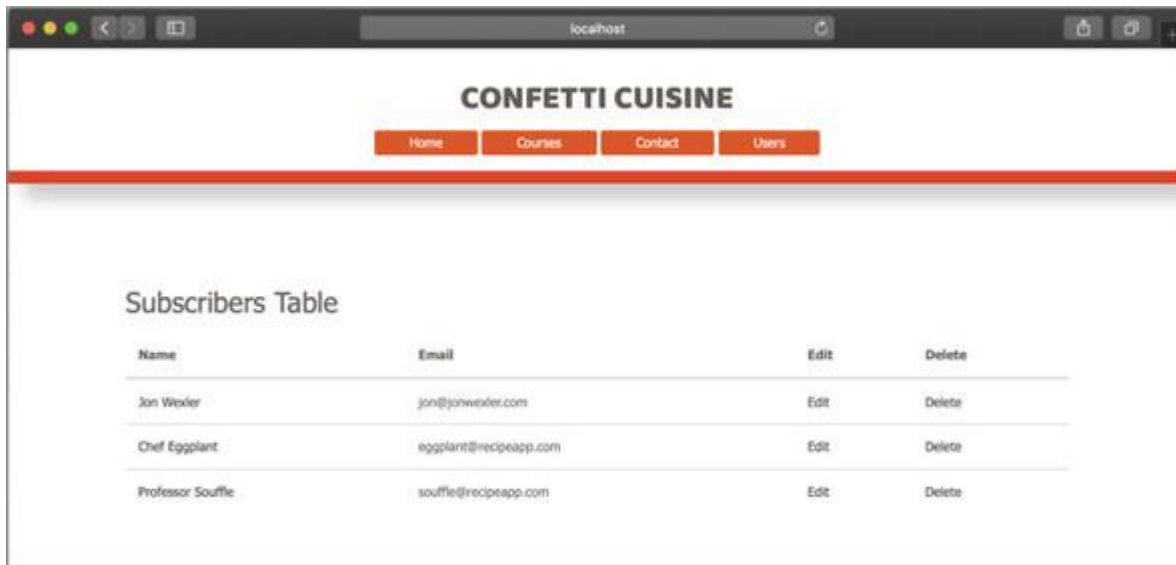 localhost
CONFETTI CUISINE
Home Courses Contact Users
Subscribers Table
Name Email Edit Delete
Jon Wexler jon@jonwexler.com Edit Delete
Chef Eggplant eggplant@recipeapp.com Edit Delete
Professor Souffle souffle@recipeapp.com Edit Delete